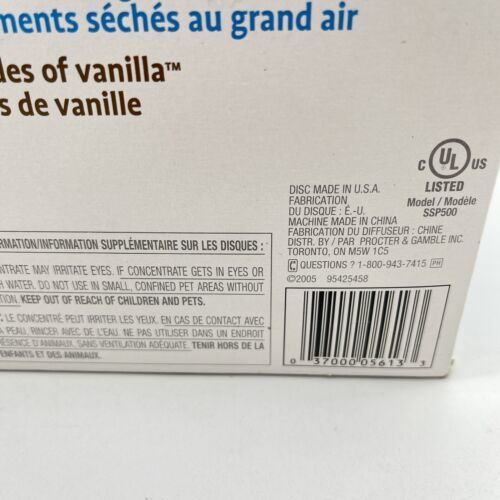 ments séchés au grand air
des of vanilla™
s de vanille
C UL US
LISTED
Model / Modèle
SSP500
DISC MADE IN U.S.A.
FABRICATION
DU DISQUE : É.-U.
MACHINE MADE IN CHINA
FABRICATION DU DIFFUSEUR : CHINE
DISTR. BY / PAR PROCTER & GAMBLE INC.
TORONTO, ON M5W 1C5
QUESTIONS ? 1-800-943-7415 PH
©2005 95425458
RMATION/INFORMATION SUPPLÉMENTAIRE SUR LES DISQUES :
ENTRATE MAY IRRITATE EYES. IF CONCENTRATE GETS IN EYES OR
H WATER. DO NOT USE IN SMALL, CONFINED PET AREAS WITHOUT
NTILATION. KEEP OUT OF REACH OF CHILDREN AND PETS.
: LE CONCENTRÉ PEUT IRRITER LES YEUX. EN CAS DE CONTACT AVEC
A PEAU, RINCER AVEC DE L'EAU. NE PAS UTILISER DANS UN ENDROIT
PRÉSENCE D'ANIMAUX, SANS VENTILATION ADÉQUATE. TENIR HORS DE LA
ENFANTS ET DES ANIMAUX.
0 37000 05613 3